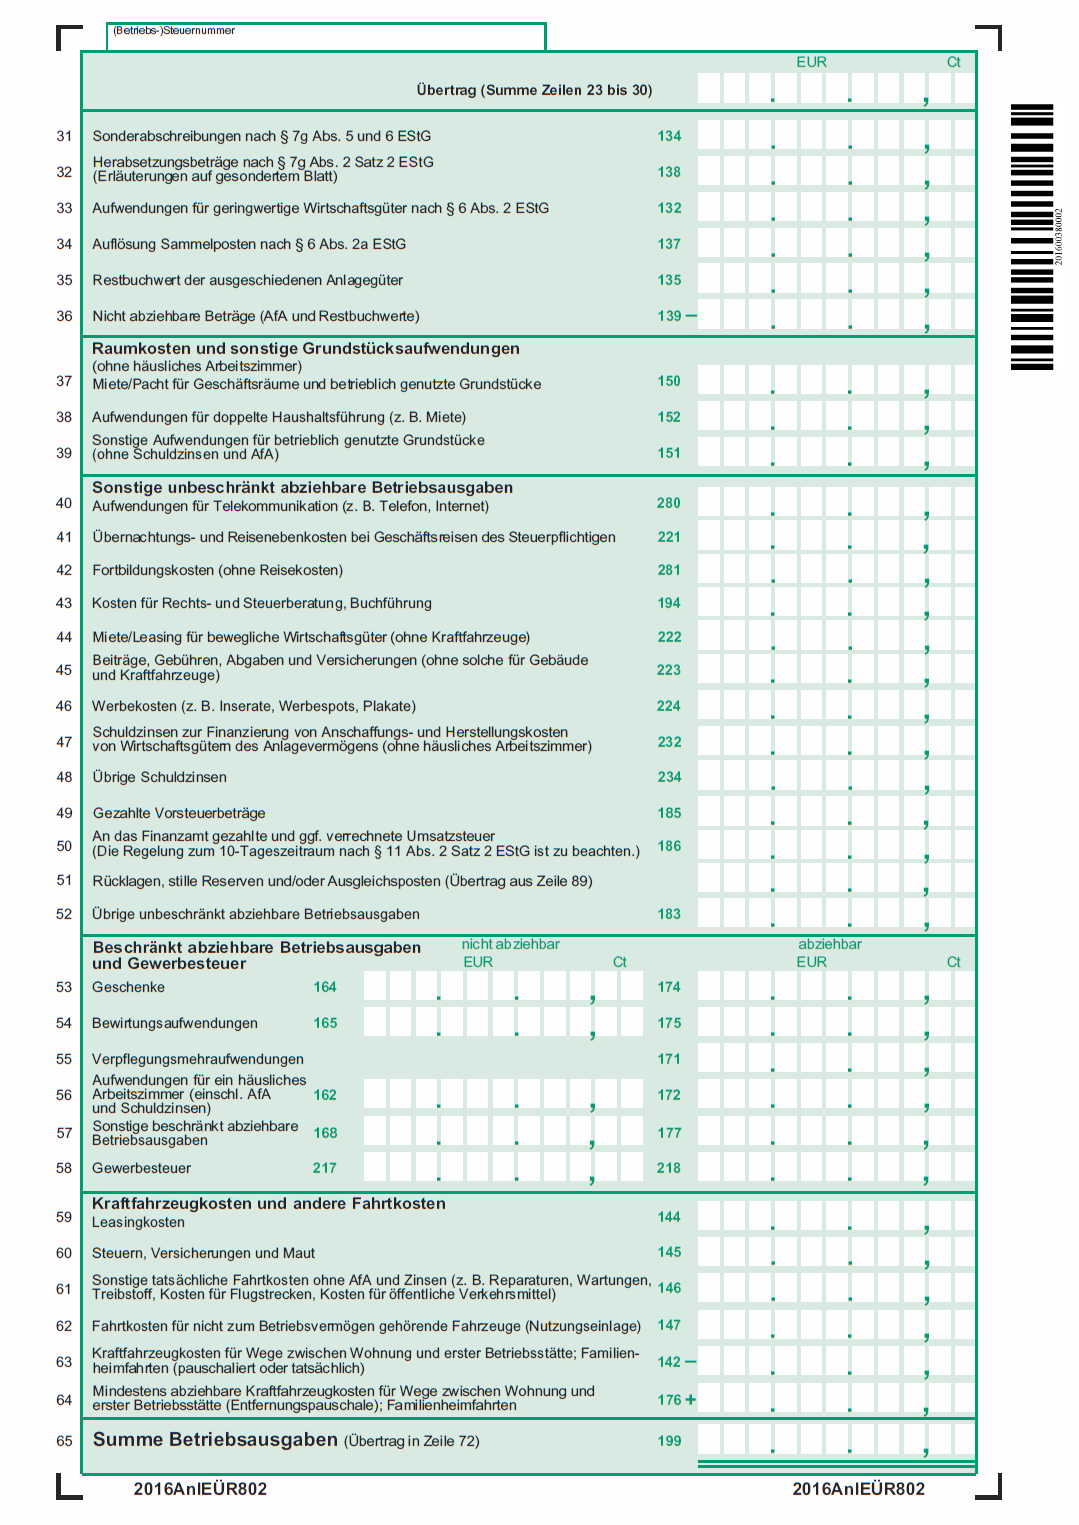 (Betriebs-)Steuernummer
EUR Ct
Übertrag (Summe Zeilen 23 bis 30)
31 Sonderabschreibungen nach § 7g Abs. 5 und 6 EStG 134
32 Herabsetzungsbeträge nach § 7g Abs. 2 Satz 2 EStG
(Erläuterungen auf gesondertem Blatt) 138
33 Aufwendungen für geringwertige Wirtschaftsgüter nach § 6 Abs. 2 EStG 132
34 Auflösung Sammelposten nach § 6 Abs. 2a EStG 137
35 Restbuchwert der ausgeschiedenen Anlagegüter 135
36 Nicht abziehbare Beträge (AfA und Restbuchwerte) 139 –
Raumkosten und sonstige Grundstücksaufwendungen
(ohne häusliches Arbeitszimmer)
37 Miete/Pacht für Geschäftsräume und betrieblich genutzte Grundstücke 150
38 Aufwendungen für doppelte Haushaltsführung (z. B. Miete) 152
39 Sonstige Aufwendungen für betrieblich genutzte Grundstücke
(ohne Schuldzinsen und AfA) 151
Sonstige unbeschränkt abziehbare Betriebsausgaben
40 Aufwendungen für Telekommunikation (z. B. Telefon, Internet) 280
41 Übernachtungs- und Reisenebenkosten bei Geschäftsreisen des Steuerpflichtigen 221
42 Fortbildungskosten (ohne Reisekosten) 281
43 Kosten für Rechts- und Steuerberatung, Buchführung 194
44 Miete/Leasing für bewegliche Wirtschaftsgüter (ohne Kraftfahrzeuge) 222
45 Beiträge, Gebühren, Abgaben und Versicherungen (ohne solche für Gebäude
und Kraftfahrzeuge) 223
46 Werbekosten (z. B. Inserate, Werbespots, Plakate) 224
47 Schuldzinsen zur Finanzierung von Anschaffungs- und Herstellungskosten
von Wirtschaftsgütern des Anlagevermögens (ohne häusliches Arbeitszimmer) 232
48 Übrige Schuldzinsen 234
49 Gezahlte Vorsteuerbeträge 185
50 An das Finanzamt gezahlte und ggf. verrechnete Umsatzsteuer
(Die Regelung zum 10-Tageszeitraum nach § 11 Abs. 2 Satz 2 EStG ist zu beachten.) 186
51 Rücklagen, stille Reserven und/oder Ausgleichsposten (Übertrag aus Zeile 89)
52 Übrige unbeschränkt abziehbare Betriebsausgaben 183
Beschränkt abziehbare Betriebsausgaben nicht abziehbar abziehbar
und Gewerbesteuer EUR Ct EUR Ct
53 Geschenke 164 174
54 Bewirtungsaufwendungen 165 175
55 Verpflegungsmehraufwendungen 171
56 Aufwendungen für ein häusliches
Arbeitszimmer (einschl. AfA 162 172
und Schuldzinsen)
57 Sonstige beschränkt abziehbare
Betriebsausgaben 168 177
58 Gewerbesteuer 217 218
Kraftfahrzeugkosten und andere Fahrtkosten
59 Leasingkosten 144
60 Steuern, Versicherungen und Maut 145
61 Sonstige tatsächliche Fahrtkosten ohne AfA und Zinsen (z. B. Reparaturen, Wartungen,
Treibstoff, Kosten für Flugstrecken, Kosten für öffentliche Verkehrsmittel) 146
62 Fahrtkosten für nicht zum Betriebsvermögen gehörende Fahrzeuge (Nutzungseinlage) 147
63 Kraftfahrzeugkosten für Wege zwischen Wohnung und erster Betriebsstätte; Familien-
heimfahrten (pauschaliert oder tatsächlich) 142 –
64 Mindestens abziehbare Kraftfahrzeugkosten für Wege zwischen Wohnung und
erster Betriebsstätte (Entfernungspauschale); Familienheimfahrten 176 +
65 Summe Betriebsausgaben (Übertrag in Zeile 72) 199
2016AnlEÜR802 2016AnlEÜR802
201600380002